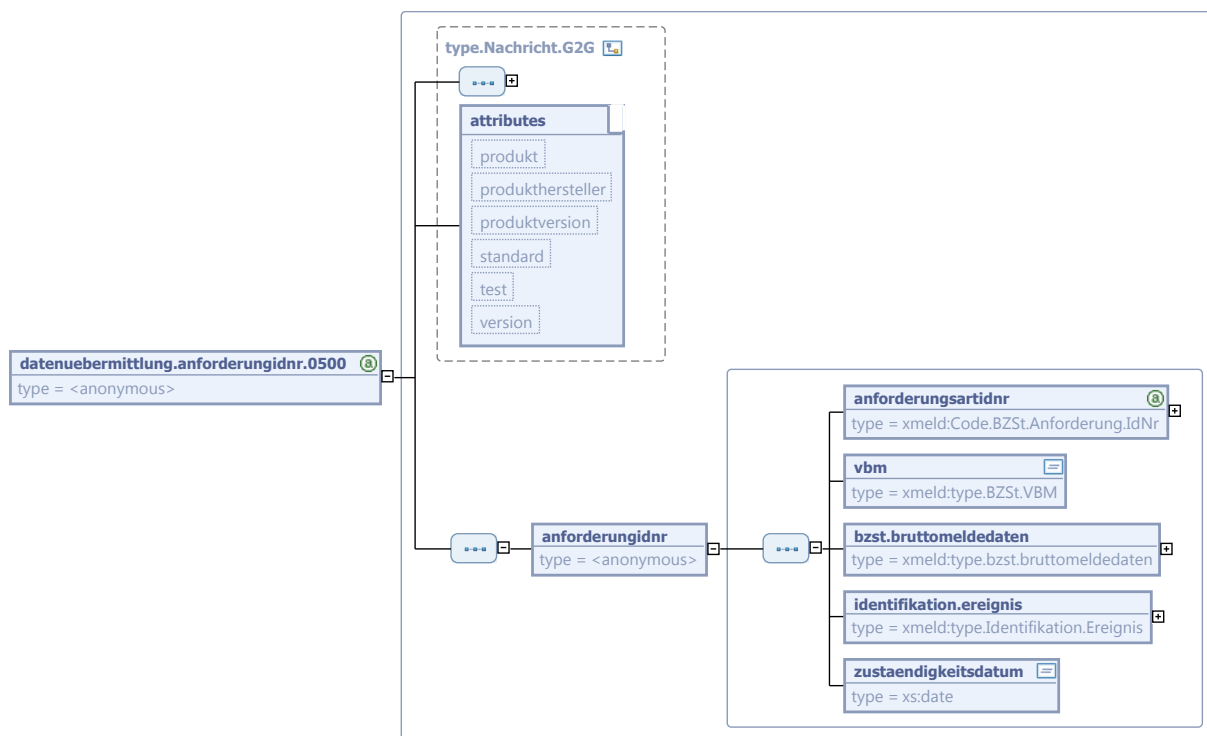 type.Nachricht.G2G
attributes
produkt
produkthersteller
produktversion
standard
test
version
datenuebermittlung.anforderungidnr.0500 a
type = <anonymous>
anforderungidnr
type = <anonymous>
anforderungsartidnr a
type = xmeld:Code.BZSt.Anforderung.IdNr
vbm
type = xmeld:type.BZSt.VBM
bzst.bruttomeldedaten
type = xmeld:type.bzst.bruttomeldedaten
identifikation.ereignis
type = xmeld:type.Identifikation.Ereignis
zustaendigkeitsdatum
type = xs:date